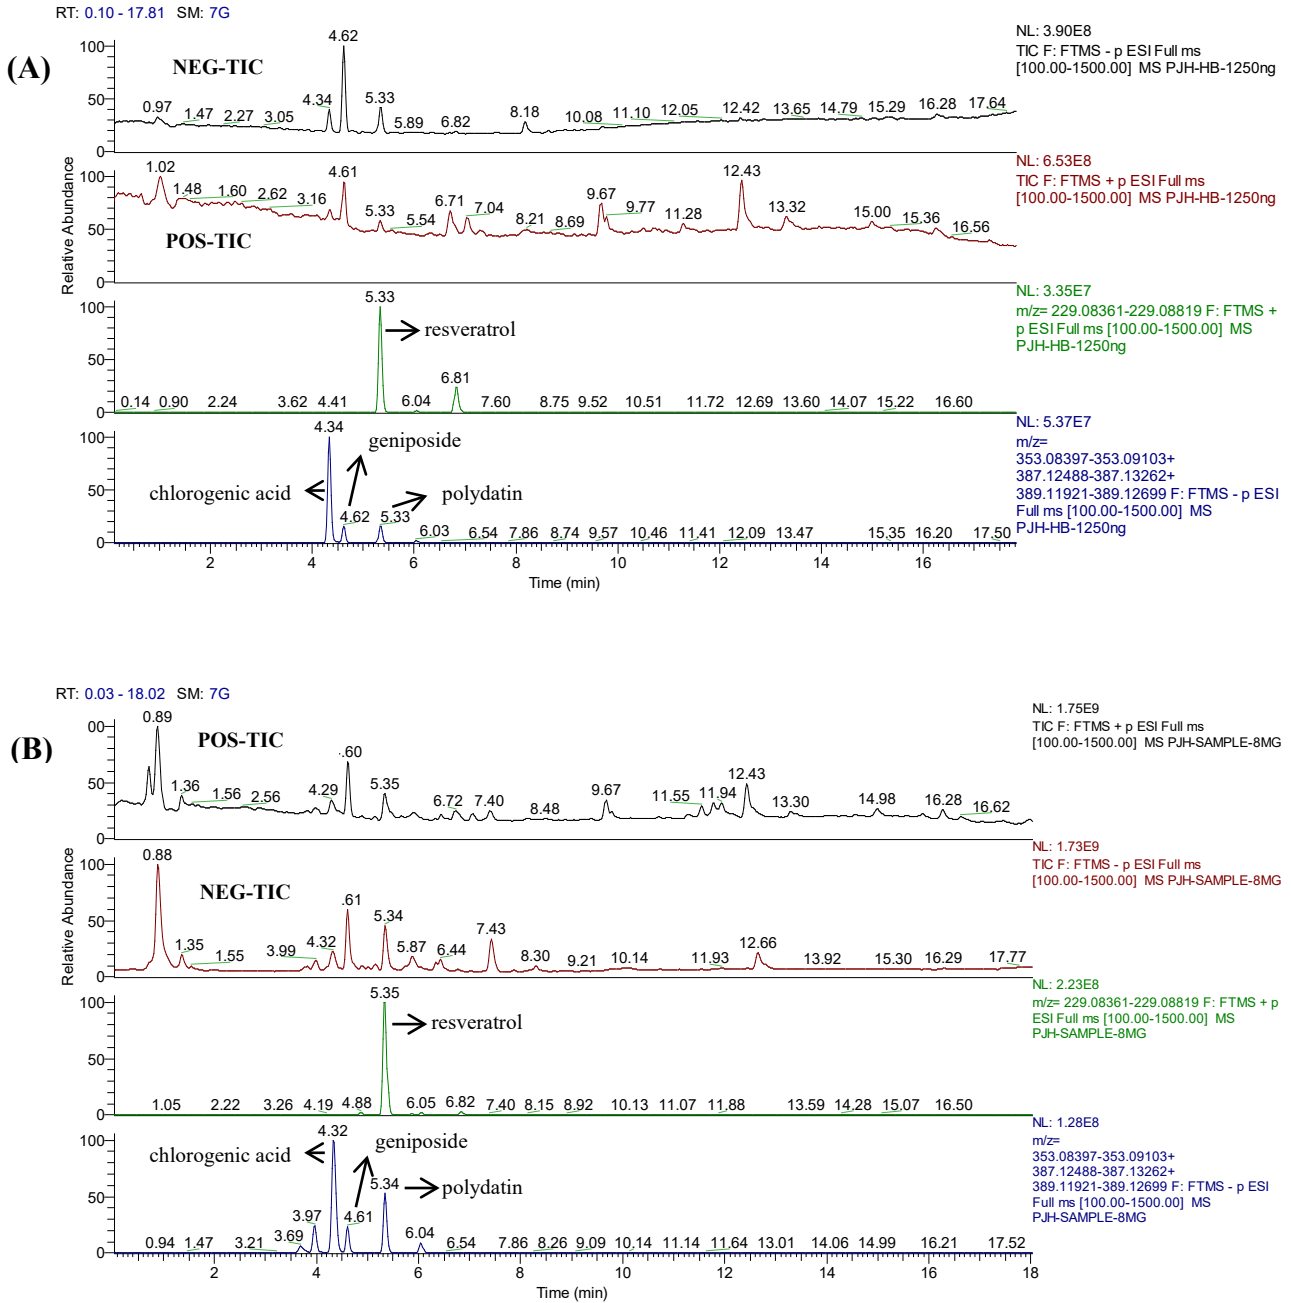 RT: 0.10 - 17.81 SM: 7G
(A)
NEG-TIC
100
50
0
0.97
1.47
2.27
3.05
4.34
4.62
5.33
5.89
6.82
8.18
10.08
11.10
12.05
12.42
13.65
14.79
15.29
16.28
17.64
NL: 3.90E8
TIC F: FTMS - p ESI Full ms
[100.00-1500.00] MS PJH-HB-1250ng
POS-TIC
100
50
0
1.02
1.48
1.60
2.62
3.16
4.61
5.33
5.54
6.71
7.04
8.21
8.69
9.67
9.77
11.28
12.43
13.32
15.00
15.36
16.56
NL: 6.53E8
TIC F: FTMS + p ESI Full ms
[100.00-1500.00] MS PJH-HB-1250ng
Relative Abundance
100
50
0
5.33
resveratrol
6.81
0.14 0.90 2.24 3.62 4.41 6.04 7.60 8.75 9.52 10.51 11.72 12.69 13.60 14.07 15.22 16.60
NL: 3.35E7
m/z= 229.08361-229.08819 F: FTMS +
p ESI Full ms [100.00-1500.00] MS
PJH-HB-1250ng
100
50
0
4.34
geniposide
chlorogenic acid
polydatin
4.62 5.33
6.03 6.54 7.86 8.74 9.57 10.46 11.41 12.09 13.47 15.35 16.20 17.50
NL: 5.37E7
m/z=
353.08397-353.09103+
387.12488-387.13262+
389.11921-389.12699 F: FTMS - p ESI
Full ms [100.00-1500.00] MS
PJH-HB-1250ng
2 4 6 8 10 12 14 16
Time (min)
RT: 0.03 - 18.02 SM: 7G
(B)
POS-TIC
00
50
0
0.89
1.36
1.56
2.56
4.29
.60
5.35
6.72
7.40
8.48
9.67
11.55
11.94
12.43
13.30
14.98
16.28
16.62
NL: 1.75E9
TIC F: FTMS + p ESI Full ms
[100.00-1500.00] MS PJH-SAMPLE-8MG
NEG-TIC
100
50
0
0.88
1.35
1.55
3.99
4.32
.61
5.34
5.87
6.44
7.43
8.30
9.21
10.14
11.93
12.66
13.92
15.30
16.29
17.77
NL: 1.73E9
TIC F: FTMS - p ESI Full ms
[100.00-1500.00] MS PJH-SAMPLE-8MG
Relative Abundance
100
50
0
5.35
resveratrol
1.05 2.22 3.26 4.19 4.88 6.05 6.82 7.40 8.15 8.92 10.13 11.07 11.88 13.59 14.28 15.07 16.50
NL: 2.23E8
m/z= 229.08361-229.08819 F: FTMS + p
ESI Full ms [100.00-1500.00] MS
PJH-SAMPLE-8MG
100
50
0
4.32
geniposide
chlorogenic acid
5.34
polydatin
3.97 4.61
0.94 1.47 3.21 3.69 6.04 6.54 7.86 8.26 9.09 10.14 11.14 11.64 13.01 14.06 14.99 16.21 17.52
NL: 1.28E8
m/z=
353.08397-353.09103+
387.12488-387.13262+
389.11921-389.12699 F: FTMS - p ESI
Full ms [100.00-1500.00] MS
PJH-SAMPLE-8MG
2 4 6 8 10 12 14 16 18
Time (min)